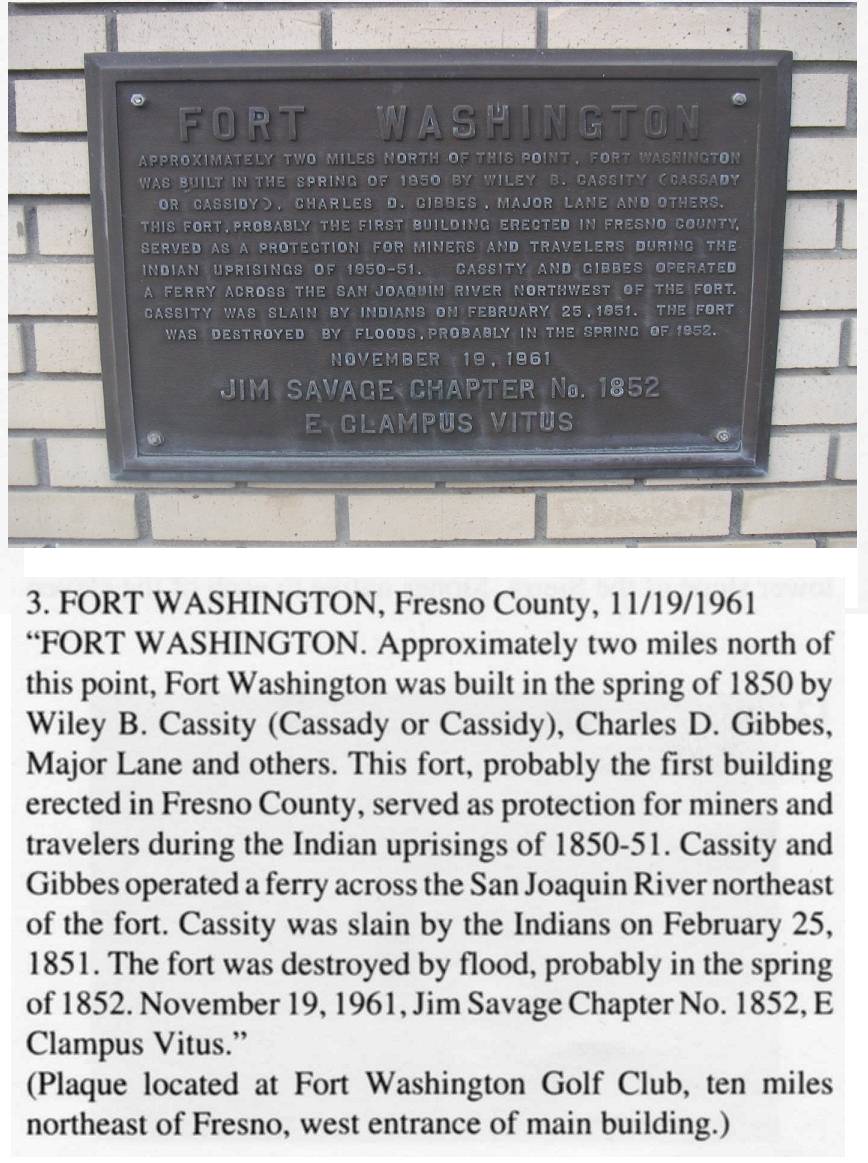 FORT WASHINGTON
APPROXIMATELY TWO MILES NORTH OF THIS POINT, FORT WASHINGTON
WAS BUILT IN THE SPRING OF 1850 BY WILEY B. CASSITY (CASSADY
OR CASSIDY), CHARLES D. GIBBES, MAJOR LANE AND OTHERS.
THIS FORT, PROBABLY THE FIRST BUILDING ERECTED IN FRESNO COUNTY,
SERVED AS A PROTECTION FOR MINERS AND TRAVELERS DURING THE
INDIAN UPRISINGS OF 1850-51. CASSITY AND GIBBES OPERATED
A FERRY ACROSS THE SAN JOAQUIN RIVER NORTHWEST OF THE FORT.
CASSITY WAS SLAIN BY INDIANS ON FEBRUARY 25, 1851. THE FORT
WAS DESTROYED BY FLOODS, PROBABLY IN THE SPRING OF 1852.
NOVEMBER 19, 1961
JIM SAVAGE CHAPTER No. 1852
E CLAMPUS VITUS
3. FORT WASHINGTON, Fresno County, 11/19/1961
“FORT WASHINGTON. Approximately two miles north of
this point, Fort Washington was built in the spring of 1850 by
Wiley B. Cassity (Cassady or Cassidy), Charles D. Gibbes,
Major Lane and others. This fort, probably the first building
erected in Fresno County, served as protection for miners and
travelers during the Indian uprisings of 1850-51. Cassity and
Gibbes operated a ferry across the San Joaquin River northeast
of the fort. Cassity was slain by the Indians on February 25,
1851. The fort was destroyed by flood, probably in the spring
of 1852. November 19, 1961, Jim Savage Chapter No. 1852, E
Clampus Vitus.”
(Plaque located at Fort Washington Golf Club, ten miles
northeast of Fresno, west entrance of main building.)